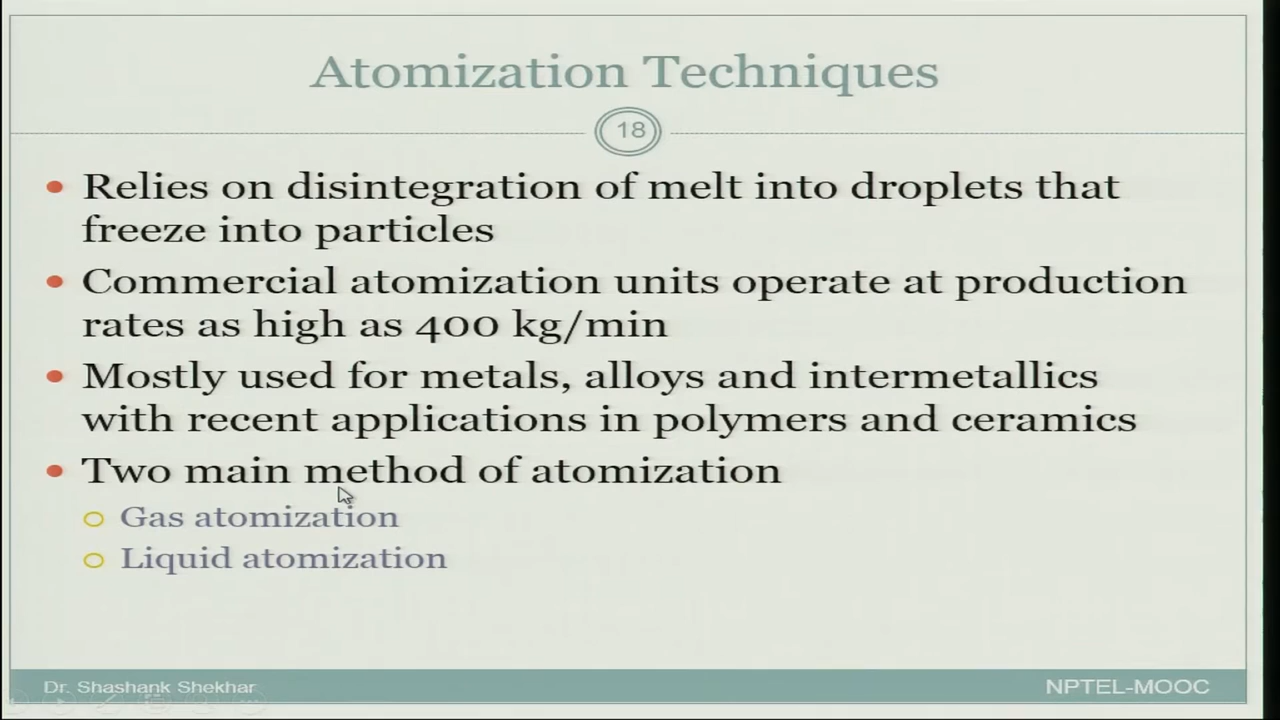 Atomization Techniques
18
• Relies on disintegration of melt into droplets that
freeze into particles
• Commercial atomization units operate at production
rates as high as 400 kg/min
• Mostly used for metals, alloys and intermetallics
with recent applications in polymers and ceramics
• Two main method of atomization
Gas atomization
Liquid atomization
Dr. Shashank Shekhar
NPTEL-MOOC